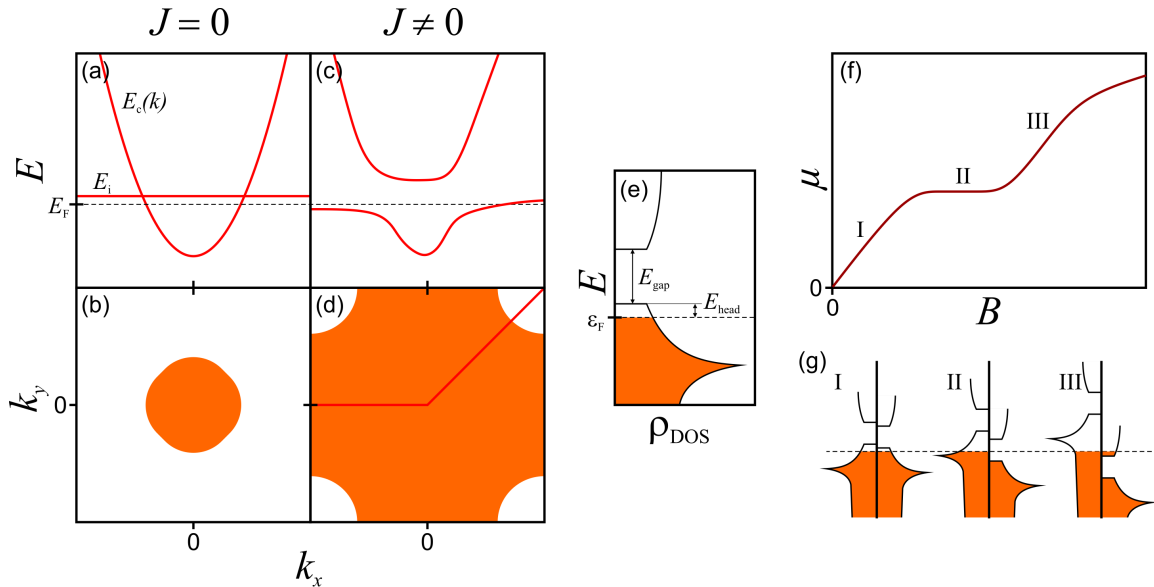 J = 0
J ≠ 0
(a)
E_c(k)
E_i
E
E_F
(c)
(b)
(d)
k_y
0
0
0
k_x
(e)
E_gap
E_head
E
ε_F
ρ_DOS
(f)
III
II
I
μ
0
0
B
(g)
I
II
III